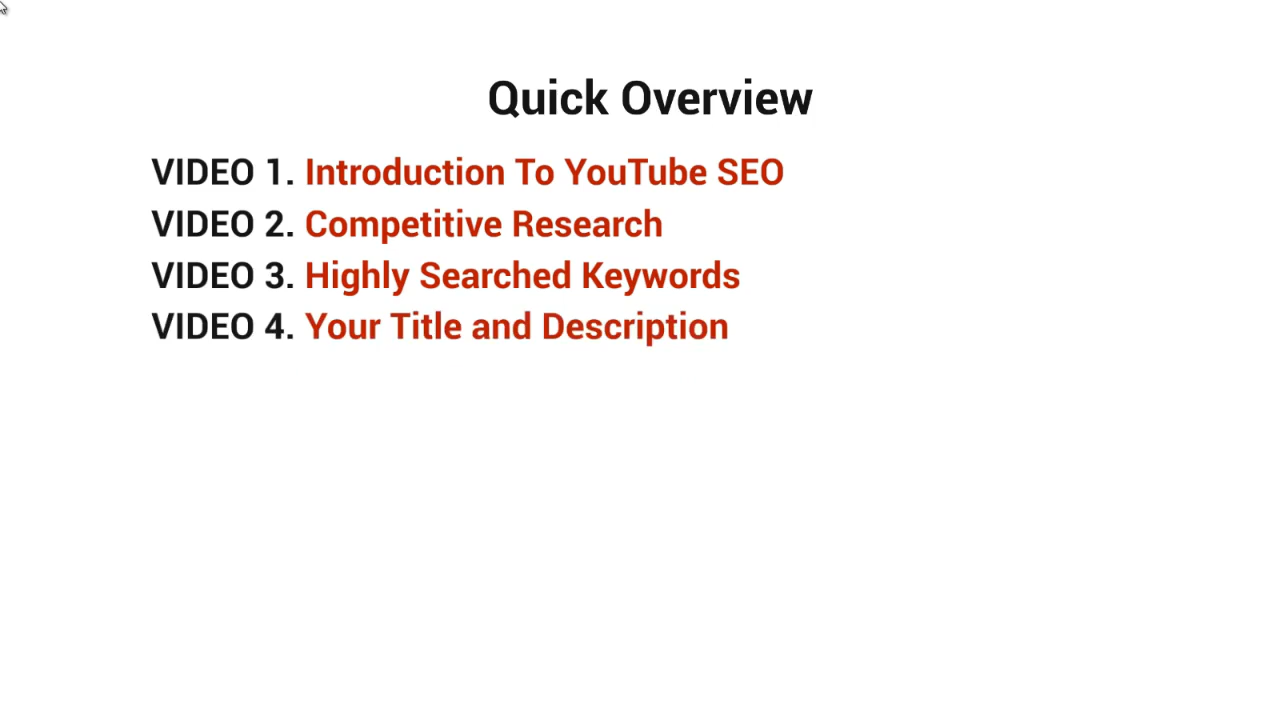 Quick Overview
VIDEO 1. Introduction To YouTube SEO
VIDEO 2. Competitive Research
VIDEO 3. Highly Searched Keywords
VIDEO 4. Your Title and Description